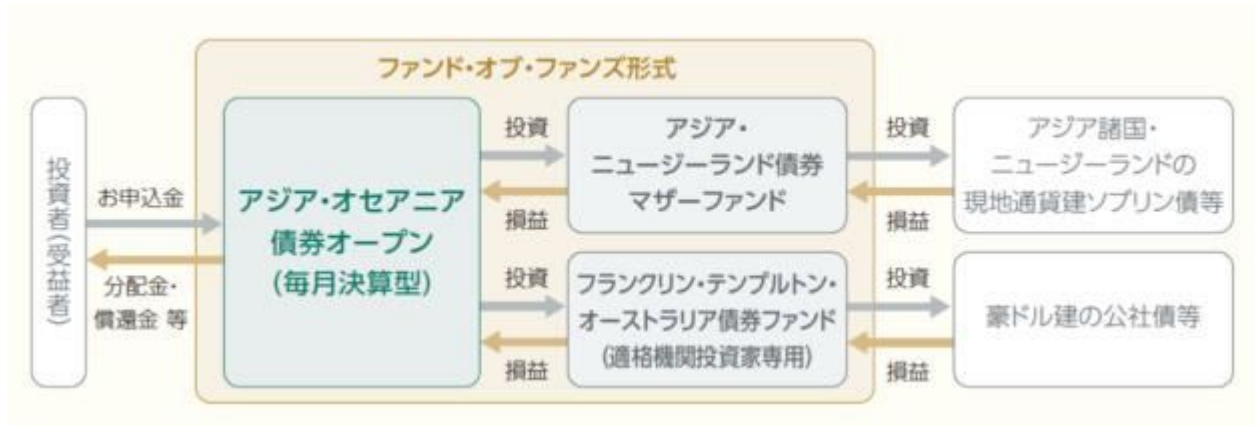 ファンド・オブ・ファンズ形式
投資者(受益者)
お申込金
分配金・
償還金 等
アジア・オセアニア
債券オープン
(毎月決算型)
投資
損益
アジア・
ニュージーランド債券
マザーファンド
投資
損益
アジア諸国・
ニュージーランドの
現地通貨建ソブリン債等
投資
損益
フランクリン・テンプルトン・
オーストラリア債券ファンド
(適格機関投資家専用)
投資
損益
豪ドル建の公社債等